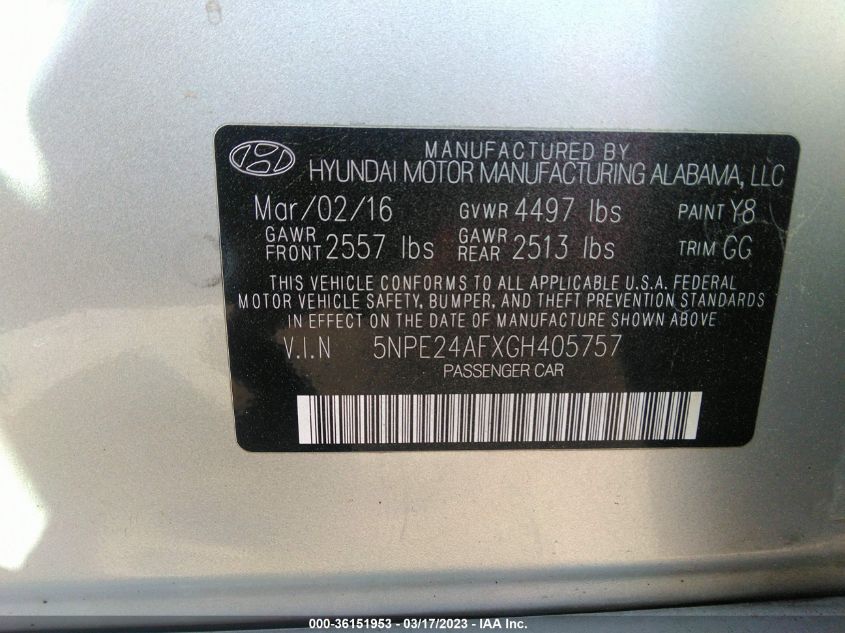 MANUFACTURED BY
HYUNDAI MOTOR MANUFACTURING ALABAMA, LLC
Mar/02/16 GVWR 4497 lbs PAINT Y8
GAWR FRONT 2557 lbs GAWR REAR 2513 lbs TRIM GG
THIS VEHICLE CONFORMS TO ALL APPLICABLE U.S.A. FEDERAL
MOTOR VEHICLE SAFETY, BUMPER, AND THEFT PREVENTION STANDARDS
IN EFFECT ON THE DATE OF MANUFACTURE SHOWN ABOVE
V.I.N 5NPE24AFXGH405757
PASSENGER CAR
000-36151953 – 03/17/2023 – IAA Inc.